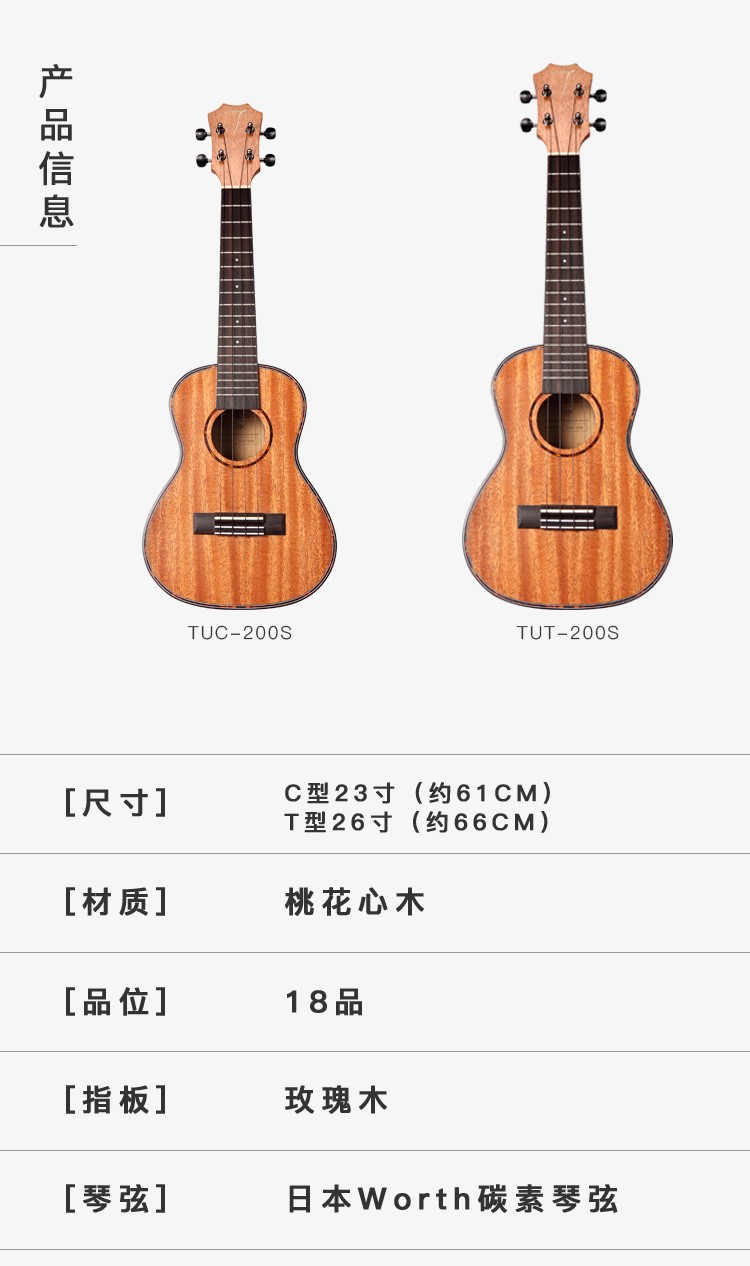 产品信息
TUC-200S
TUT-200S
[尺寸]
C型23寸（约61CM）
T型26寸（约66CM）
[材质]
桃花心木
[品位]
18品
[指板]
玫瑰木
[琴弦]
日本Worth碳素琴弦